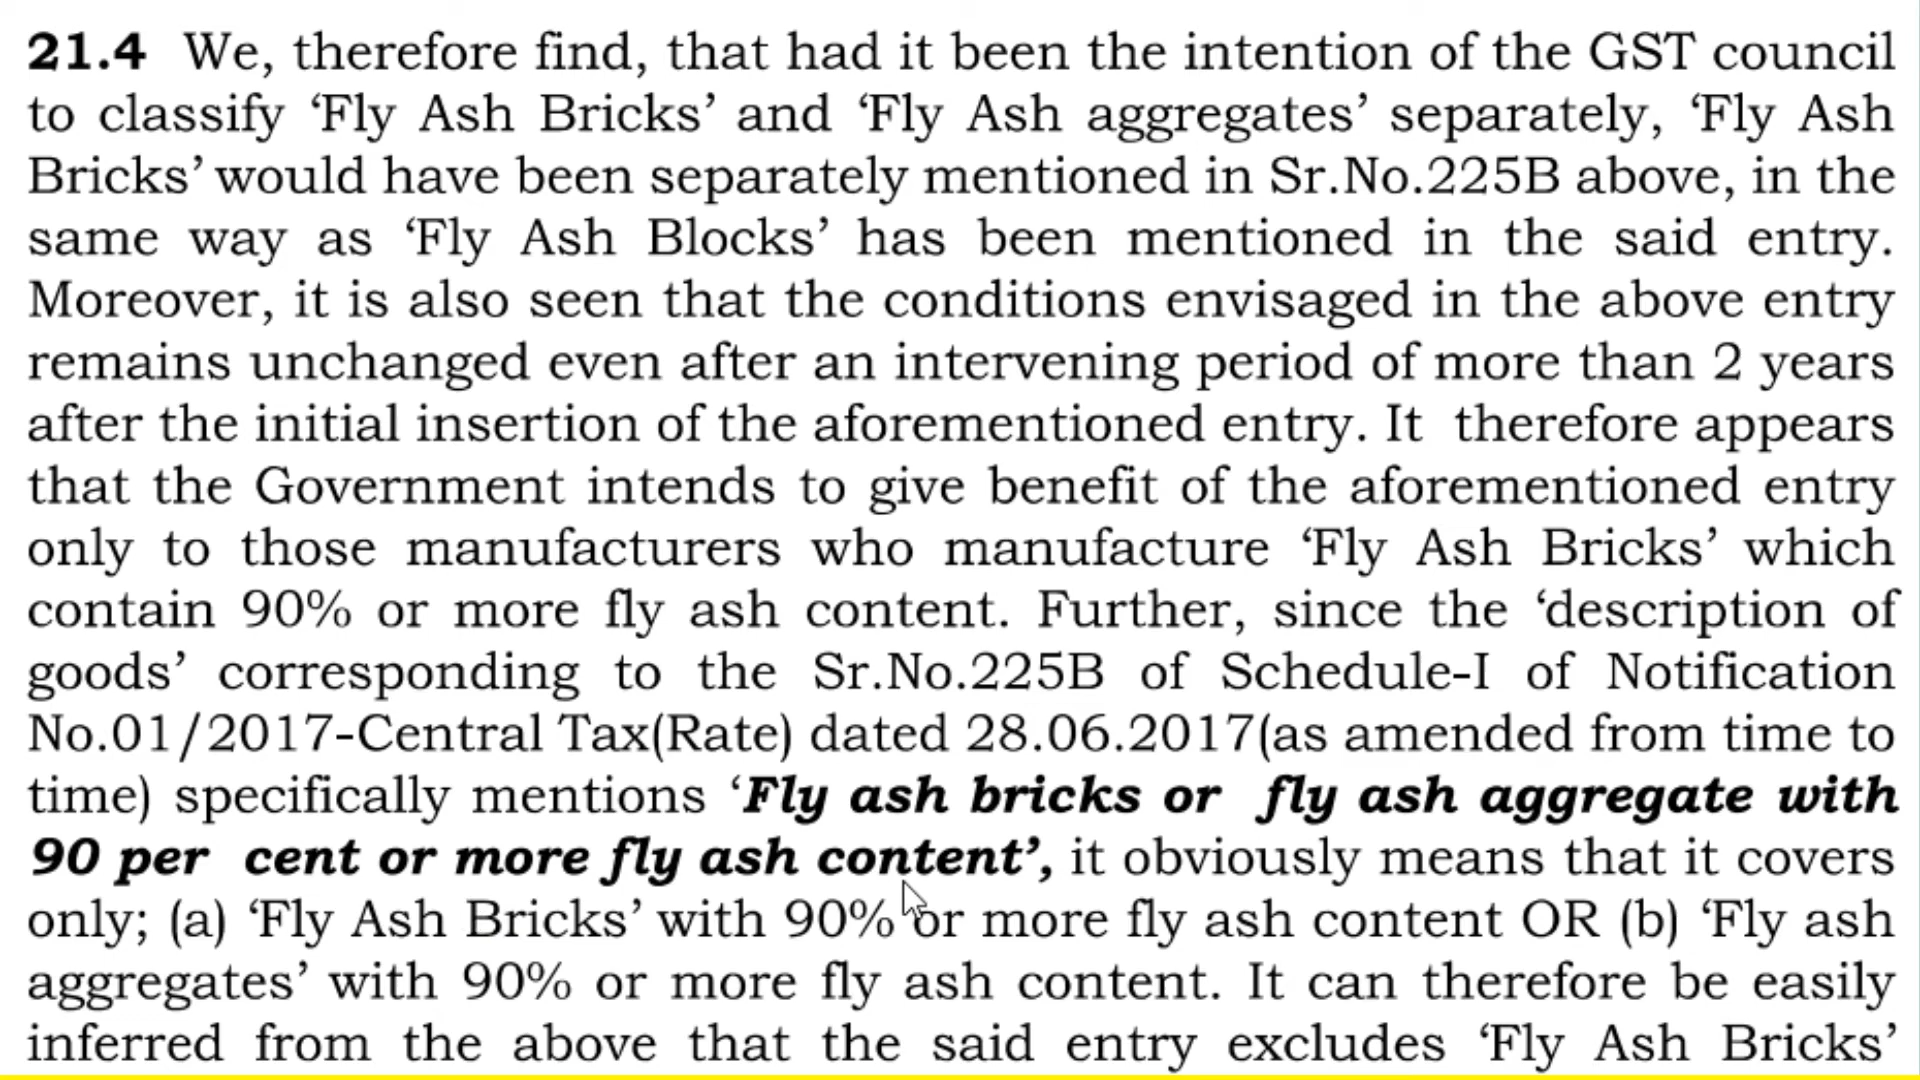 21.4 We, therefore find, that had it been the intention of the GST council
to classify ‘Fly Ash Bricks’ and ‘Fly Ash aggregates’ separately, ‘Fly Ash
Bricks’ would have been separately mentioned in Sr.No.225B above, in the
same way as ‘Fly Ash Blocks’ has been mentioned in the said entry.
Moreover, it is also seen that the conditions envisaged in the above entry
remains unchanged even after an intervening period of more than 2 years
after the initial insertion of the aforementioned entry. It therefore appears
that the Government intends to give benefit of the aforementioned entry
only to those manufacturers who manufacture ‘Fly Ash Bricks’ which
contain 90% or more fly ash content. Further, since the ‘description of
goods’ corresponding to the Sr.No.225B of Schedule-I of Notification
No.01/2017-Central Tax(Rate) dated 28.06.2017(as amended from time to
time) specifically mentions ‘Fly ash bricks or fly ash aggregate with
90 per cent or more fly ash content’, it obviously means that it covers
only; (a) ‘Fly Ash Bricks’ with 90% or more fly ash content OR (b) ‘Fly ash
aggregates’ with 90% or more fly ash content. It can therefore be easily
inferred from the above that the said entry excludes ‘Fly Ash Bricks’